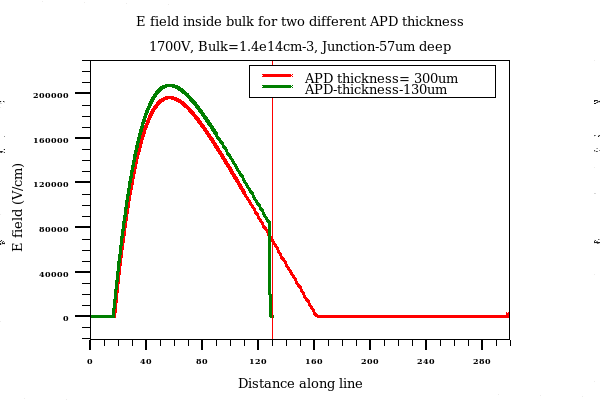 E field inside bulk for two different APD thickness
1700V, Bulk=1.4e14cm-3, Junction-57um deep
APD thickness= 300um
APD-thickness-130um
E field (V/cm)
200000
160000
120000
80000
40000
0
0 40 80 120 160 200 240 280
Distance along line